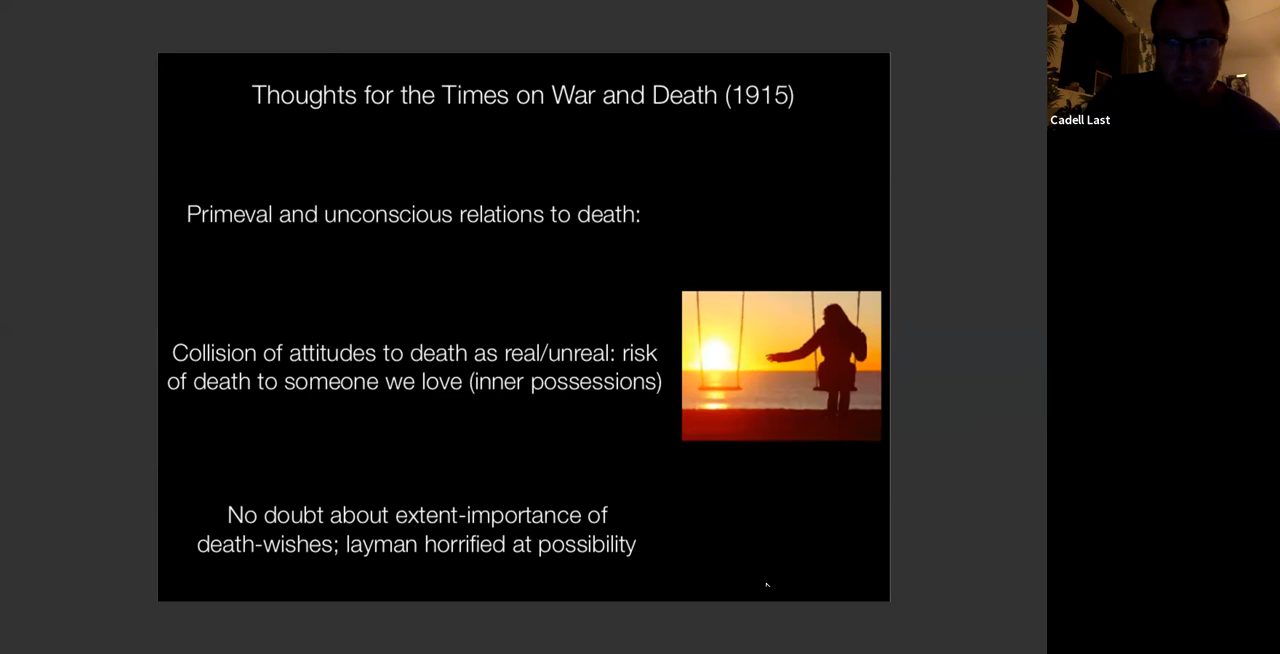 Thoughts for the Times on War and Death (1915)
Primeval and unconscious relations to death:
Collision of attitudes to death as real/unreal: risk
of death to someone we love (inner possessions)
No doubt about extent-importance of
death-wishes; layman horrified at possibility
Cadell Last